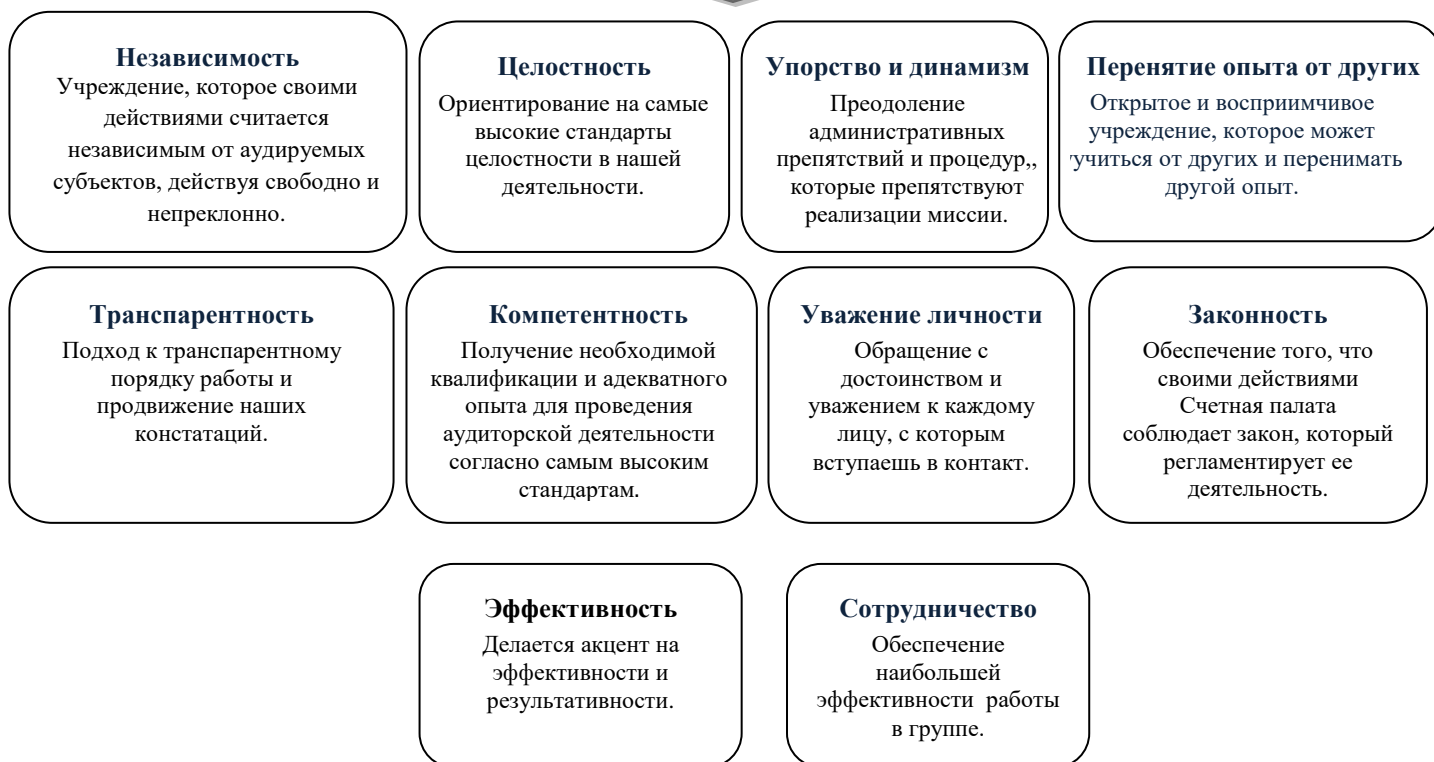 Независимость
Учреждение, которое своими
действиями считается
независимым от аудируемых
субъектов, действуя свободно и
непреклонно.
Целостность
Ориентирование на самые
высокие стандарты
целостности в нашей
деятельности.
Упорство и динамизм
Преодоление
административных
препятствий и процедур,,
которые препятствуют
реализации миссии.
Перенятие опыта от других
Открытое и восприимчивое
учреждение, которое может
учиться от других и перенимать
другой опыт.
Транспарентность
Подход к транспарентному
порядку работы и
продвижение наших
констатаций.
Компетентность
Получение необходимой
квалификации и адекватного
опыта для проведения
аудиторской деятельности
согласно самым высоким
стандартам.
Уважение личности
Обращение с
достоинством и
уважением к каждому
лицу, с которым
вступаешь в контакт.
Законность
Обеспечение того, что
своими действиями
Счетная палата
соблюдает закон, который
регламентирует ее
деятельность.
Эффективность
Делается акцент на
эффективности и
результативности.
Сотрудничество
Обеспечение
наибольшей
эффективности работы
в группе.